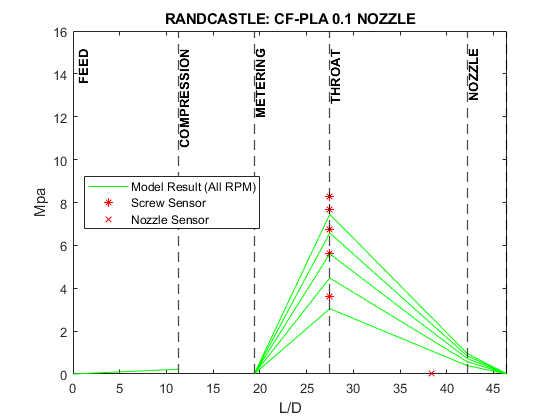 RANDCASTLE: CF-PLA 0.1 NOZZLE
16
14
12
10
8
6
4
2
0
Mpa
FEED
COMPRESSION
METERING
THROAT
NOZZLE
Model Result (All RPM)
Screw Sensor
Nozzle Sensor
0 5 10 15 20 25 30 35 40 45
L/D